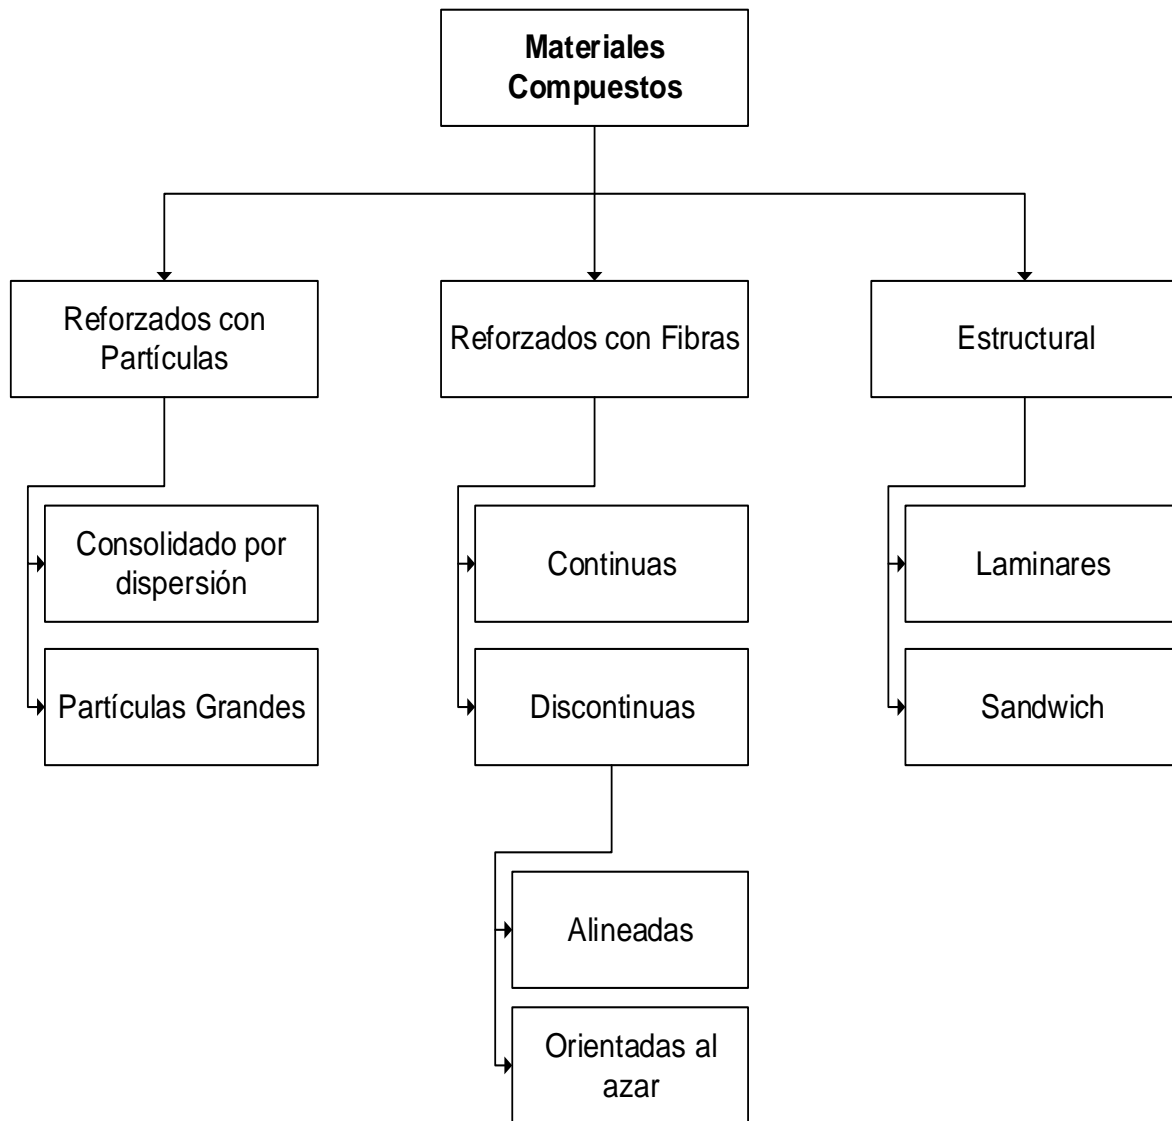 Materiales
Compuestos
Reforzados con
Partículas
Reforzados con Fibras
Estructural
Consolidado por
dispersión
Continuas
Laminares
Partículas Grandes
Discontinuas
Sandwich
Alineadas
Orientadas al
azar